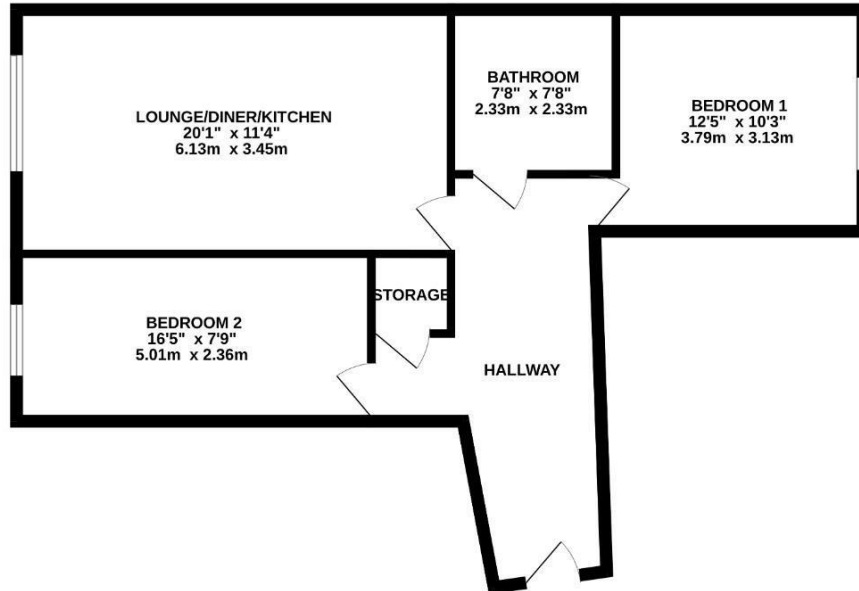 LOUNGE/DINER/KITCHEN
20'1" x 11'4"
6.13m x 3.45m
BATHROOM
7'8" x 7'8"
2.33m x 2.33m
BEDROOM 1
12'5" x 10'3"
3.79m x 3.13m
STORAGE
BEDROOM 2
16'5" x 7'9"
5.01m x 2.36m
HALLWAY